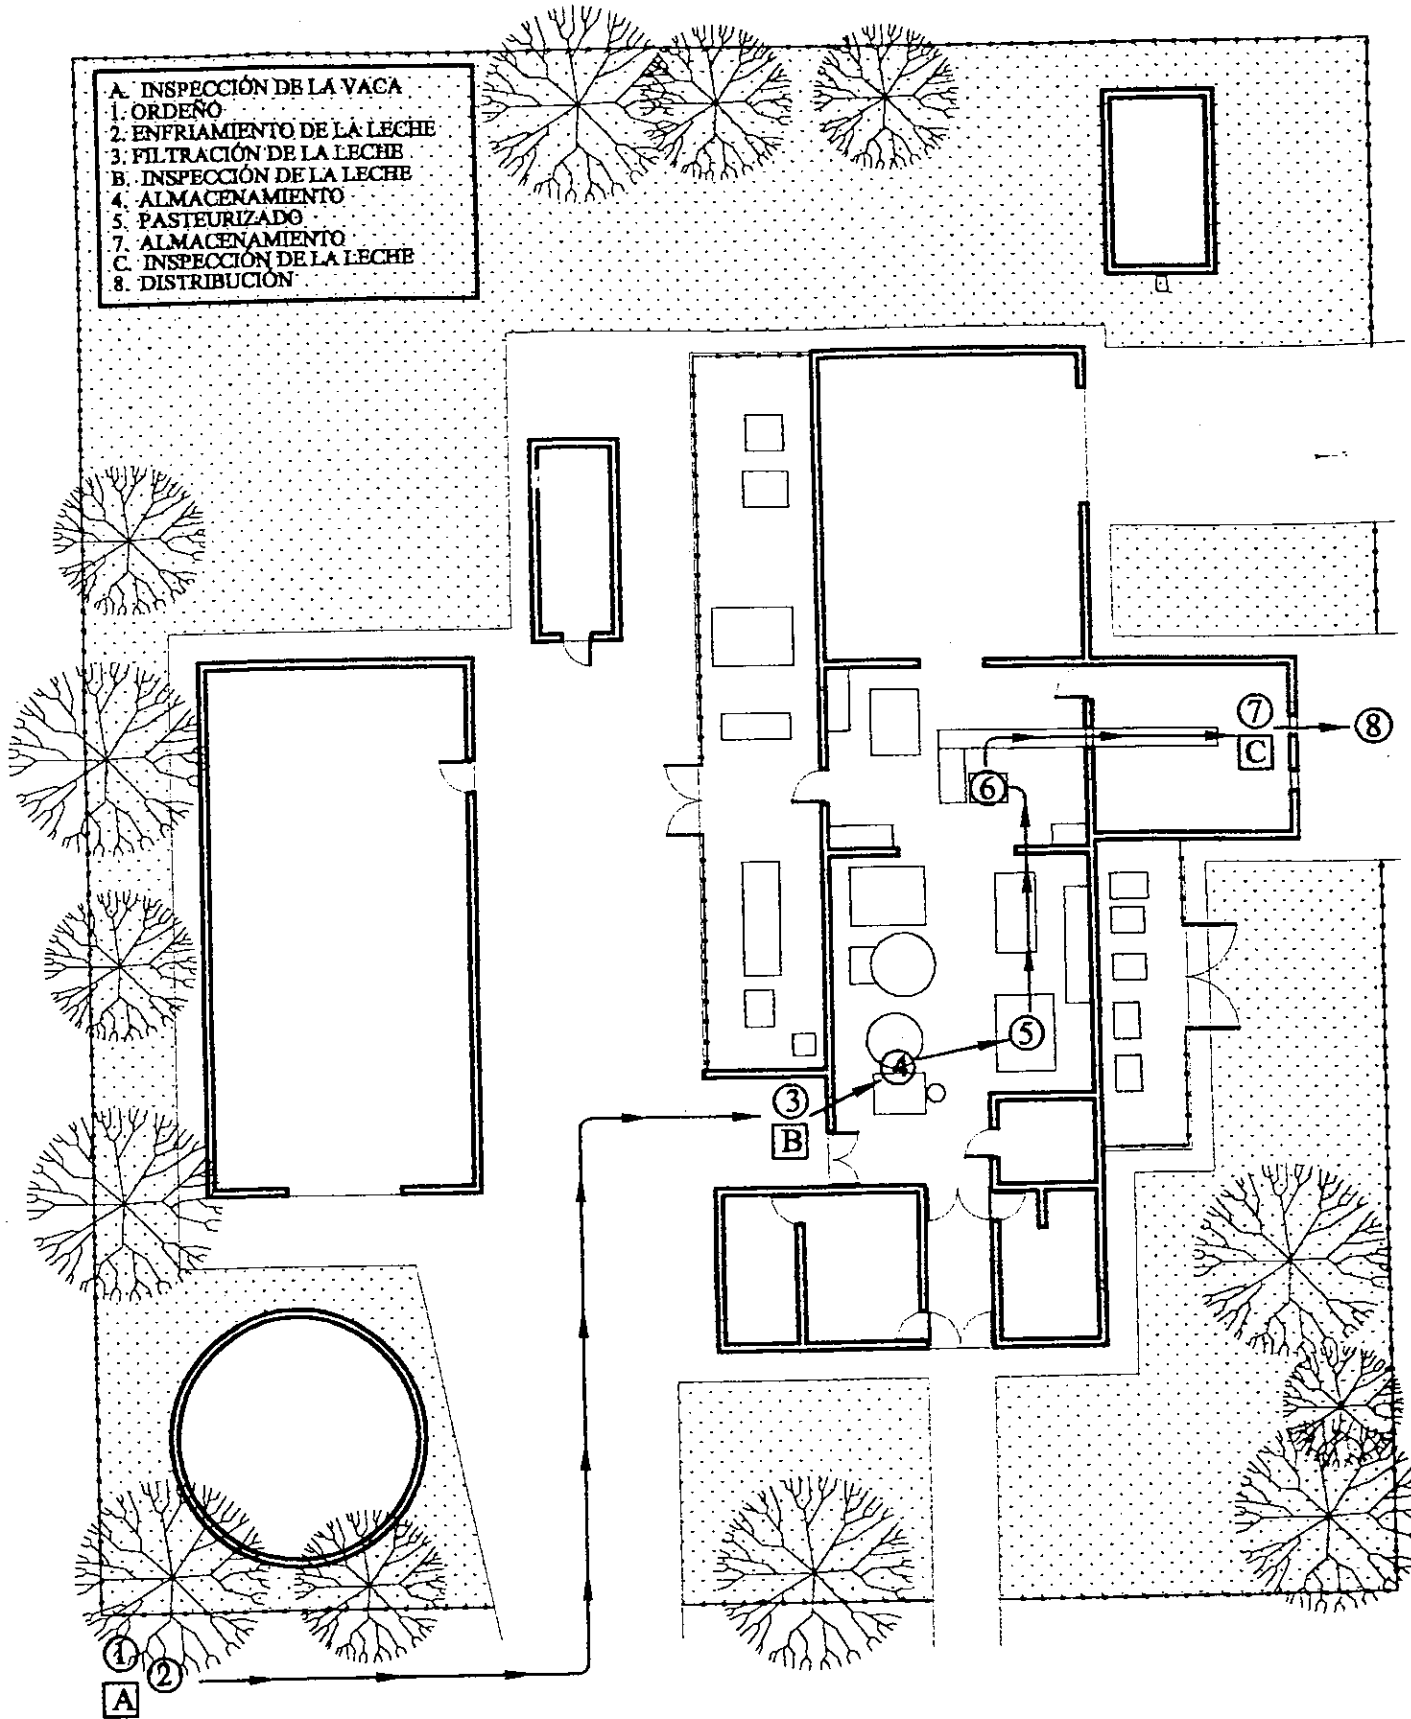 A. INSPECCIÓN DE LA VACA
1. ORDEÑO
2. ENFRIAMIENTO DE LA LECHE
3. FILTRACIÓN DE LA LECHE
B. INSPECCIÓN DE LA LECHE
4. ALMACENAMIENTO
5. PASTEURIZADO
7. ALMACENAMIENTO
C. INSPECCIÓN DE LA LECHE
8. DISTRIBUCIÓN
7
8
C
6
5
4
3
B
1
2
A